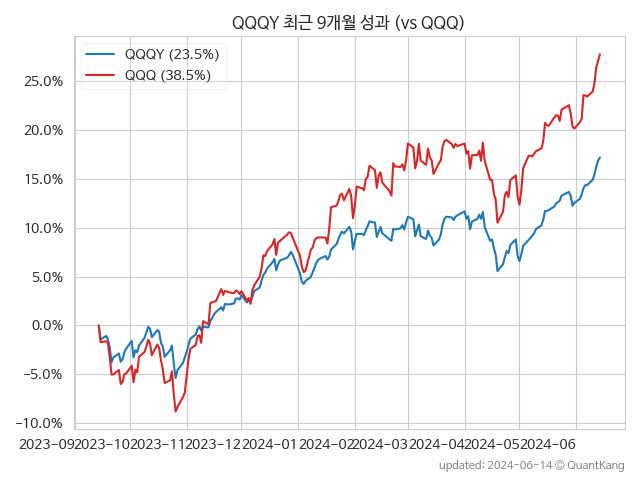 QQQY 최근 9개월 성과 (vs QQQ)
QQQY (23.5%)
QQQ (38.5%)
25.0%
20.0%
15.0%
10.0%
5.0%
0.0%
−5.0%
−10.0%
2023-09 2023-10 2023-11 2023-12 2024-01 2024-02 2024-03 2024-04 2024-05 2024-06
updated: 2024-06-14 © QuantKang